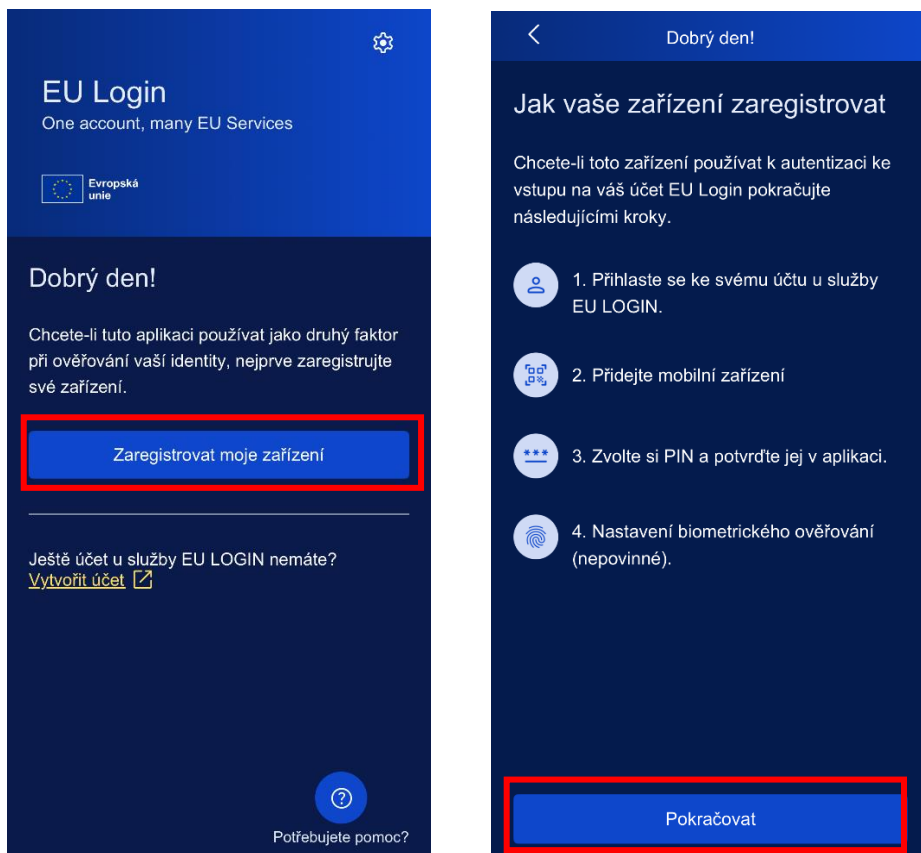 EU Login
One account, many EU Services
Evropská
unie
Dobrý den!
Chcete-li tuto aplikaci používat jako druhý faktor
při ověřování vaší identity, nejprve zaregistrujte
své zařízení.
Zaregistrovat moje zařízení
Ještě účet u služby EU LOGIN nemáte?
Vytvořit účet
Potřebujete pomoc?
Dobrý den!
Jak vaše zařízení zaregistrovat
Chcete-li toto zařízení používat k autentizaci ke
vstupu na váš účet EU Login pokračujte
následujícími kroky.
1. Přihlaste se ke svému účtu u služby
EU LOGIN.
2. Přidejte mobilní zařízení
3. Zvolte si PIN a potvrďte jej v aplikaci.
4. Nastavení biometrického ověřování
(nepovinné).
Pokračovat